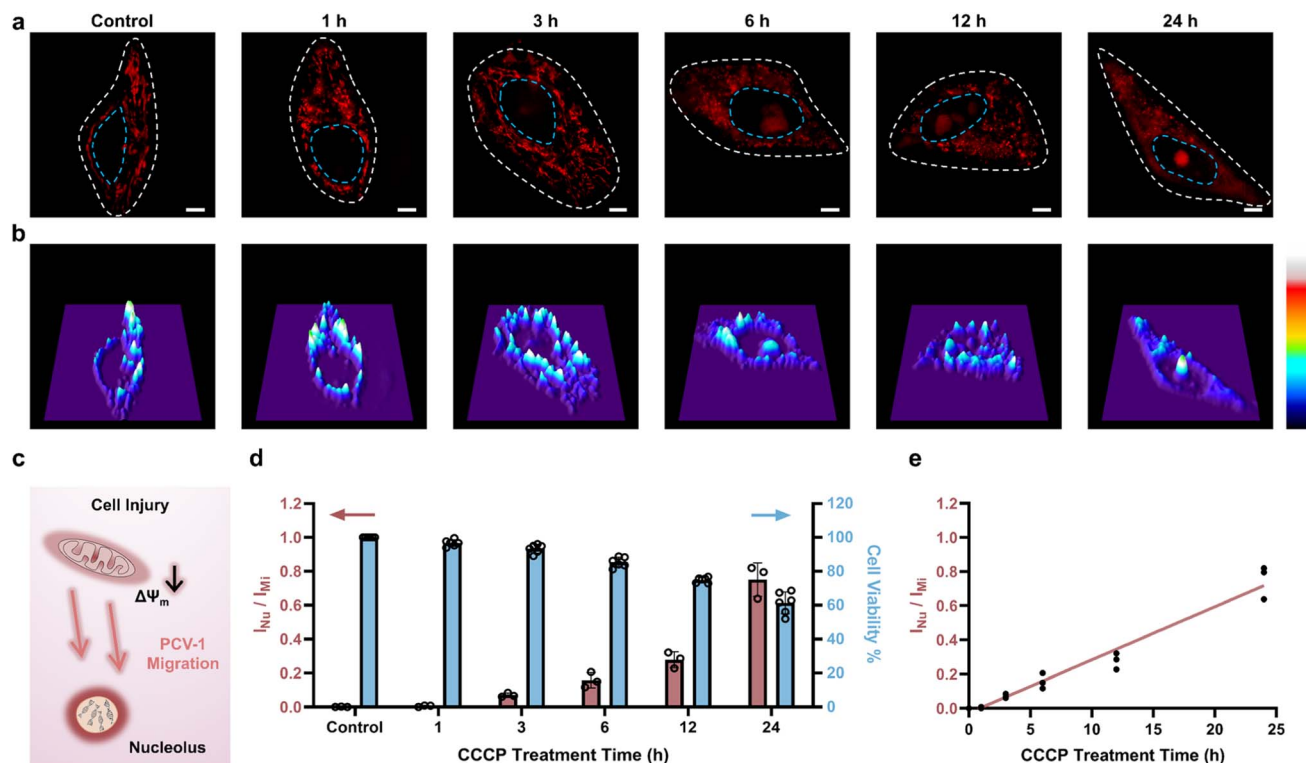 a
Control
1 h
3 h
6 h
12 h
24 h
b
c
Cell Injury
ΔΨm
PCV-1
Migration
Nucleolus
d
INu / IMi
1.2
1.0
0.8
0.6
0.4
0.2
0.0
120
100
80
60
40
20
0
Cell Viability %
Control
1
3
6
12
24
CCCP Treatment Time (h)
e
INu / IMi
1.2
1.0
0.8
0.6
0.4
0.2
0.0
0
5
10
15
20
25
CCCP Treatment Time (h)